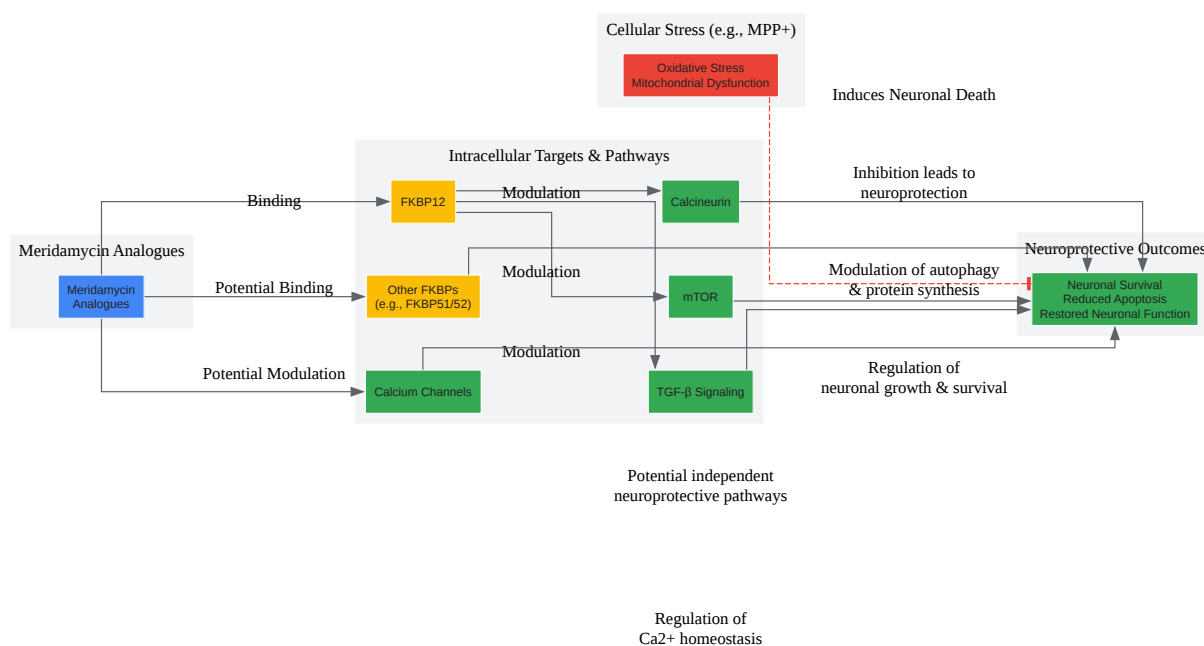 Cellular Stress (e.g., MPP+)
Oxidative Stress
Mitochondrial Dysfunction
Induces Neuronal Death
Intracellular Targets & Pathways
Binding
FKBP12
Modulation
Calcineurin
Inhibition leads to
neuroprotection
Meridamycin Analogues
Meridamycin
Analogues
Potential Binding
Other FKBPs
(e.g., FKBP51/52)
Modulation
mTOR
Modulation of autophagy
& protein synthesis
Neuroprotective Outcomes
Neuronal Survival
Reduced Apoptosis
Restored Neuronal Function
Potential Modulation
Calcium Channels
Modulation
TGF-β Signaling
Regulation of
neuronal growth & survival
Potential independent
neuroprotective pathways
Regulation of
Ca2+ homeostasis